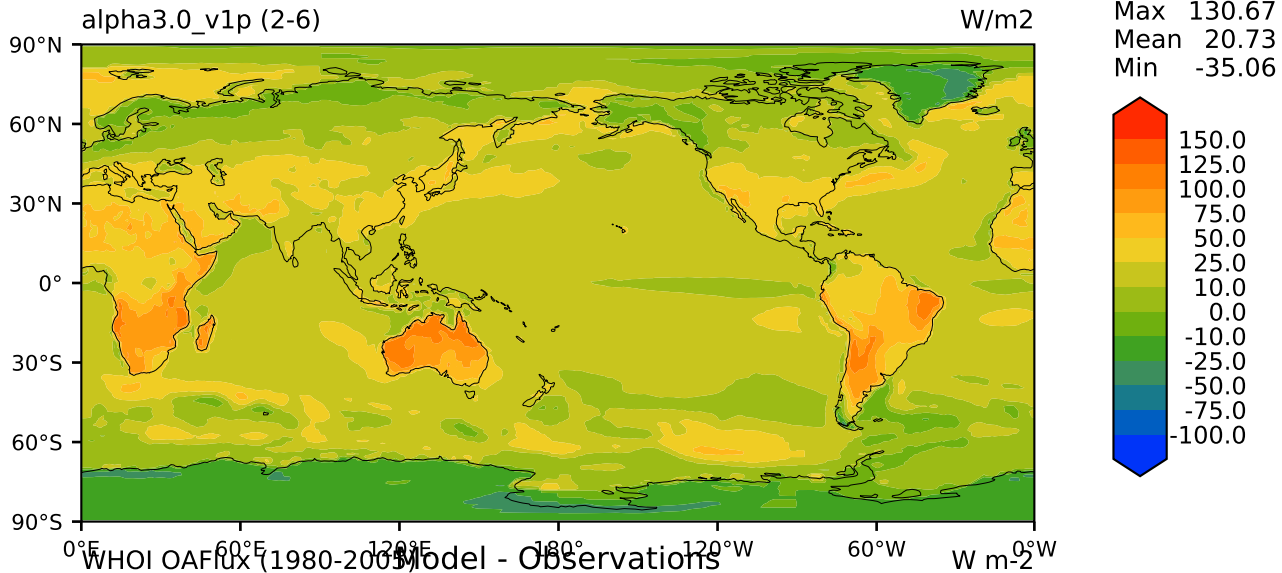 alpha3.0_v1p (2-6)
W/m2
Max 130.67
Mean 20.73
Min -35.06
90°N
60°N
30°N
0°
30°S
60°S
90°S
0°E 60°E 120°E 180° 120°W 60°W 0°W
WHOI OAFlux (1980-2005)
Model - Observations
W m-2
150.0
125.0
100.0
75.0
50.0
25.0
10.0
0.0
-10.0
-25.0
-50.0
-75.0
-100.0